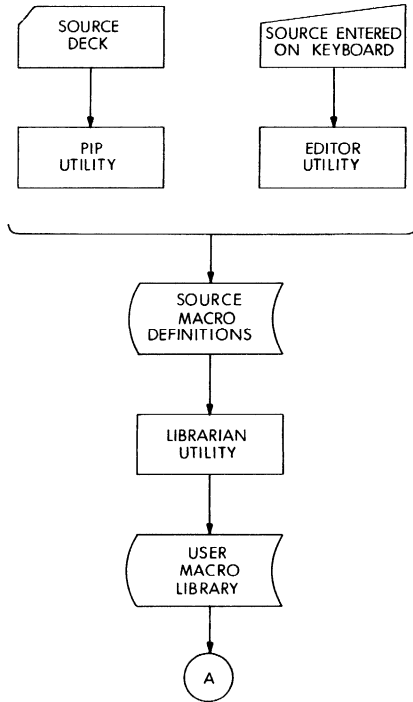 SOURCE
DECK
SOURCE ENTERED
ON KEYBOARD
PIP
UTILITY
EDITOR
UTILITY
SOURCE
MACRO
DEFINITIONS
LIBRARIAN
UTILITY
USER
MACRO
LIBRARY
A